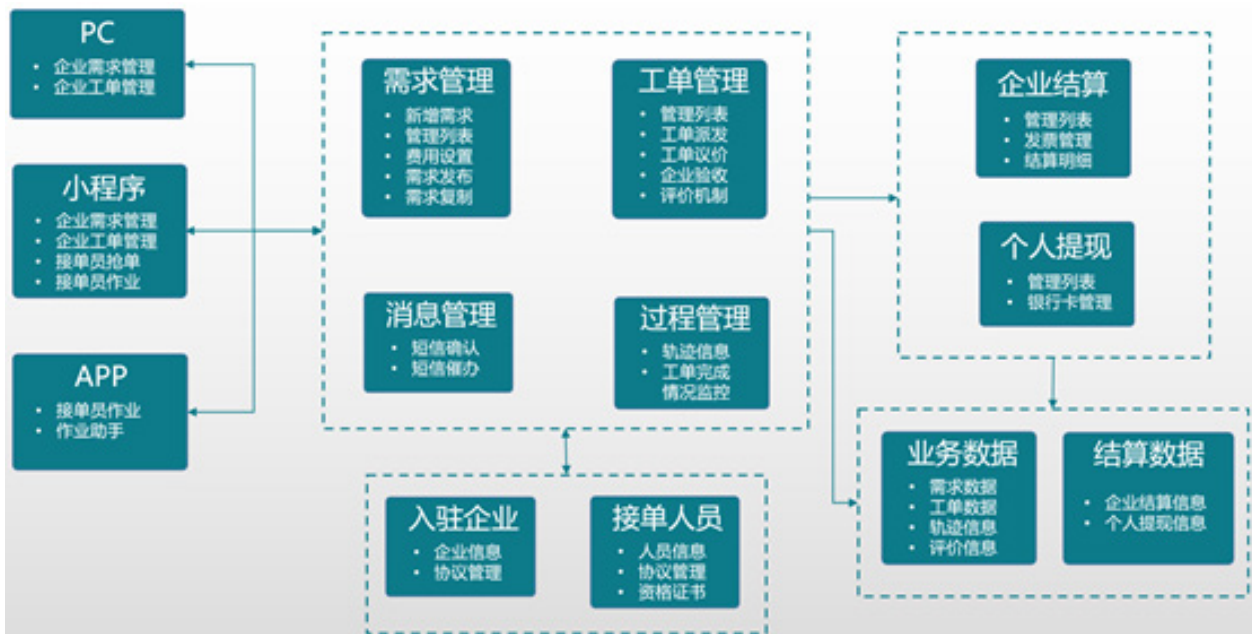 PC
• 企业需求管理
• 企业工单管理
小程序
• 企业需求管理
• 企业工单管理
• 接单员抢单
• 接单员作业
APP
• 接单员作业
• 作业助手
需求管理
• 新增需求
• 管理列表
• 费用设置
• 需求发布
• 需求复制
工单管理
• 管理列表
• 工单派发
• 工单议价
• 企业验收
• 评价机制
消息管理
• 短信确认
• 短信催办
过程管理
• 轨迹信息
• 工单完成
情况监控
入驻企业
• 企业信息
• 协议管理
接单人员
• 人员信息
• 协议管理
• 资格证书
企业结算
• 管理列表
• 发票管理
• 结算明细
个人提现
• 管理列表
• 银行卡管理
业务数据
• 需求数据
• 工单数据
• 轨迹信息
• 评价信息
结算数据
• 企业结算信息
• 个人提现信息